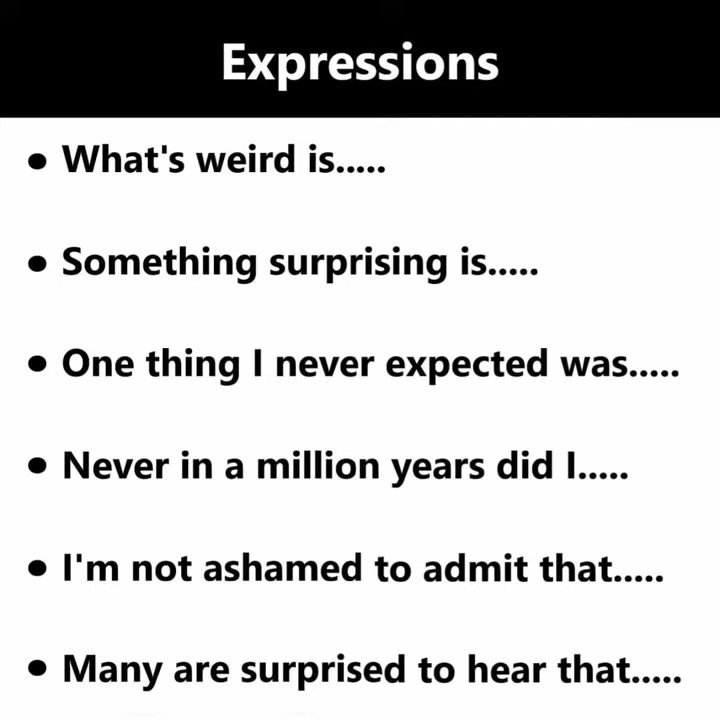 Expressions
● What's weird is.....
● Something surprising is.....
● One thing I never expected was.....
● Never in a million years did I.....
● I'm not ashamed to admit that.....
● Many are surprised to hear that.....